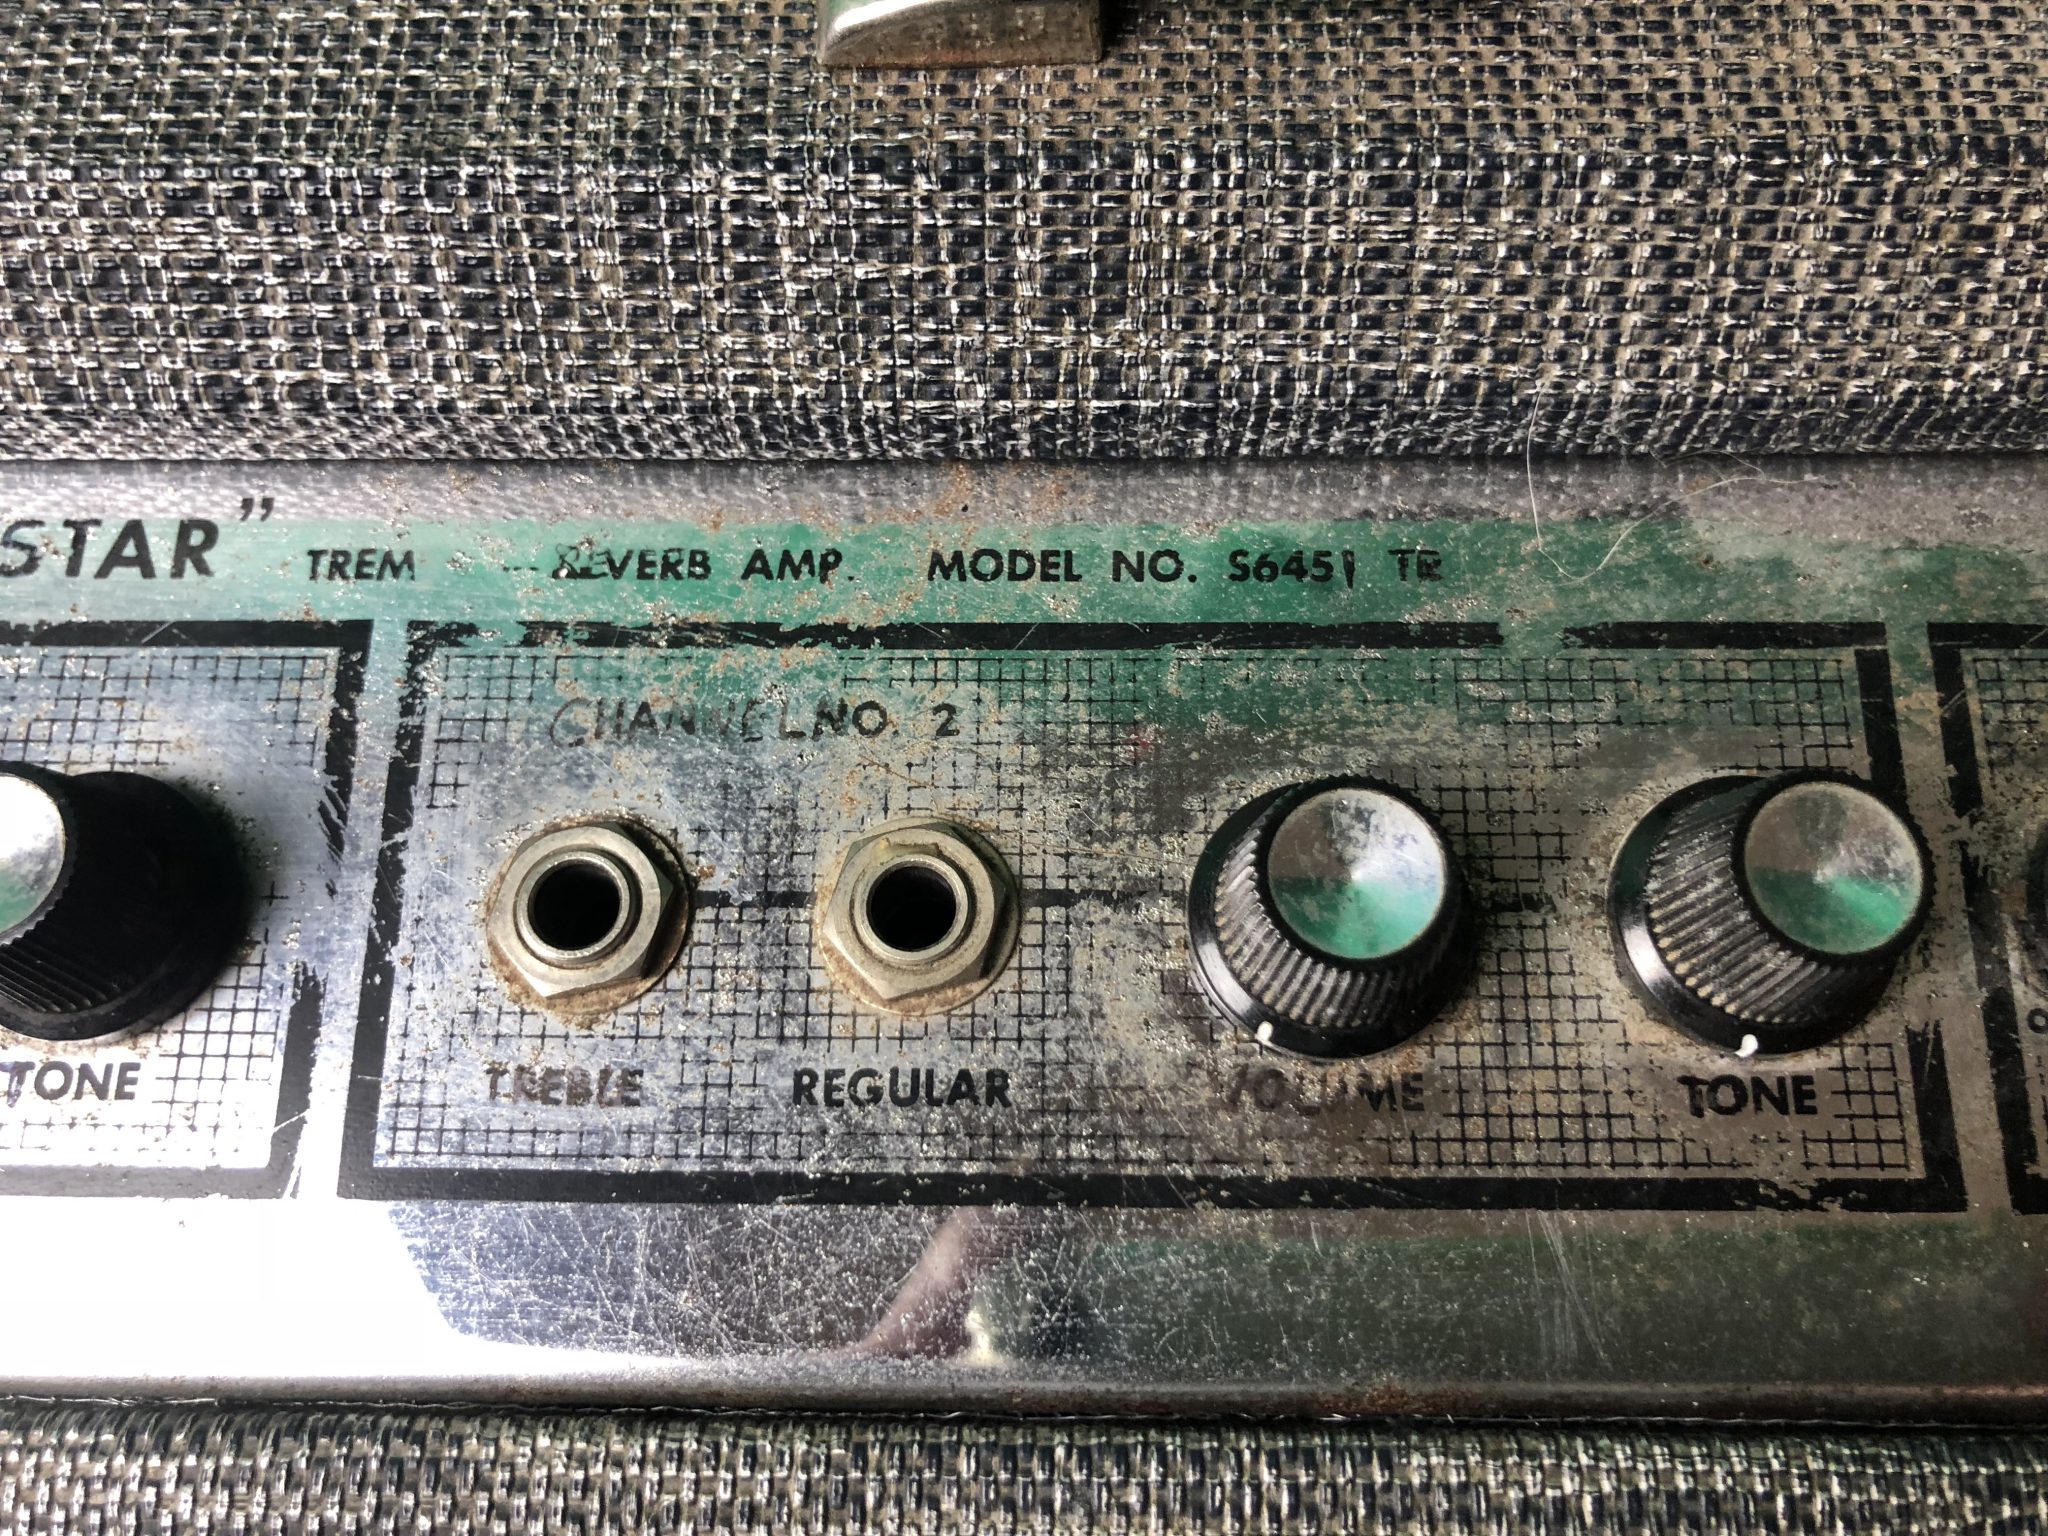 STAR" TREM REVERB AMP. MODEL NO. S6451 TR
CHANNEL NO. 2
TONE TREBLE REGULAR VOLUME TONE